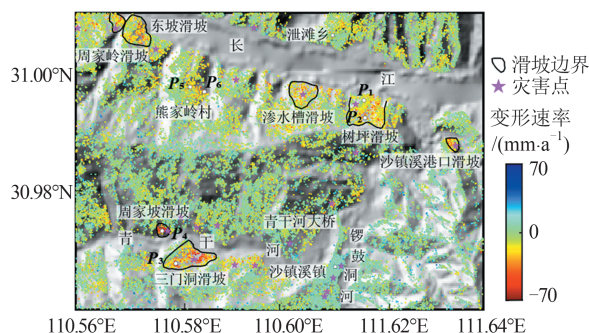 东坡滑坡
周家岭滑坡
泄滩乡
长
江
P₅
P₆
P₁
P₂
熊家岭村
渗水槽滑坡
树坪滑坡
沙镇溪港口滑坡
周家坡滑坡
青干河大桥
青
干
河
P₄
P₃
三门洞滑坡
沙镇溪镇
锣
鼓
洞
河
31.00°N
30.98°N
110.56°E
110.58°E
110.60°E
111.62°E
111.64°E
滑坡边界
灾害点
变形速率
/(mm·a⁻¹)
70
0
−70